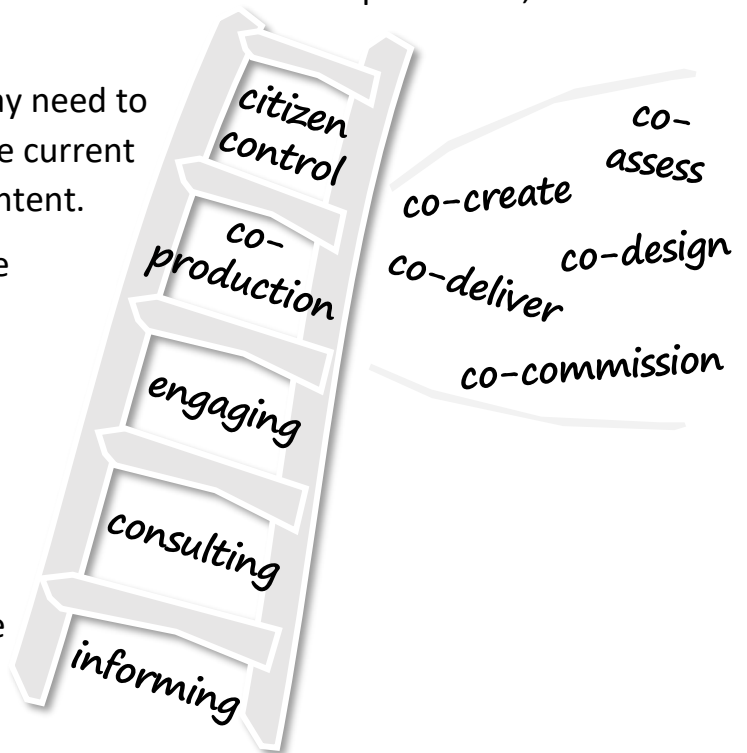 ny need to
e current
ntent.
e
e
citizen
control
co-
production
engaging
consulting
informing
co-
assess
co-create
co-design
co-deliver
co-commission